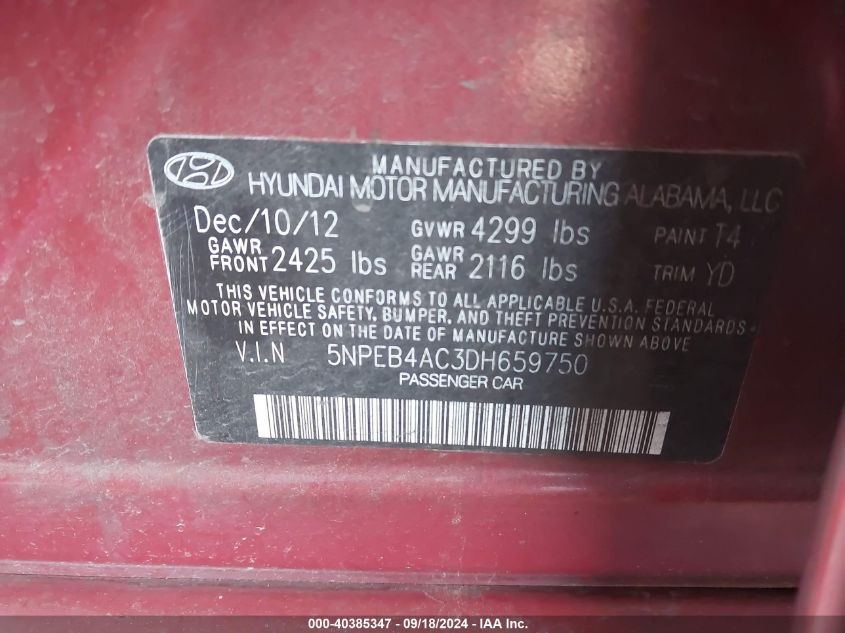 MANUFACTURED BY
HYUNDAI MOTOR MANUFACTURING ALABAMA, LLC
Dec/10/12 GVWR 4299 lbs PAINT T4
GAWR FRONT 2425 lbs GAWR REAR 2116 lbs TRIM YD
THIS VEHICLE CONFORMS TO ALL APPLICABLE U.S.A. FEDERAL
MOTOR VEHICLE SAFETY, BUMPER, AND THEFT PREVENTION STANDARDS
IN EFFECT ON THE DATE OF MANUFACTURE SHOWN ABOVE
V.I.N 5NPEB4AC3DH659750
PASSENGER CAR
000-40385347 - 09/18/2024 - IAA Inc.